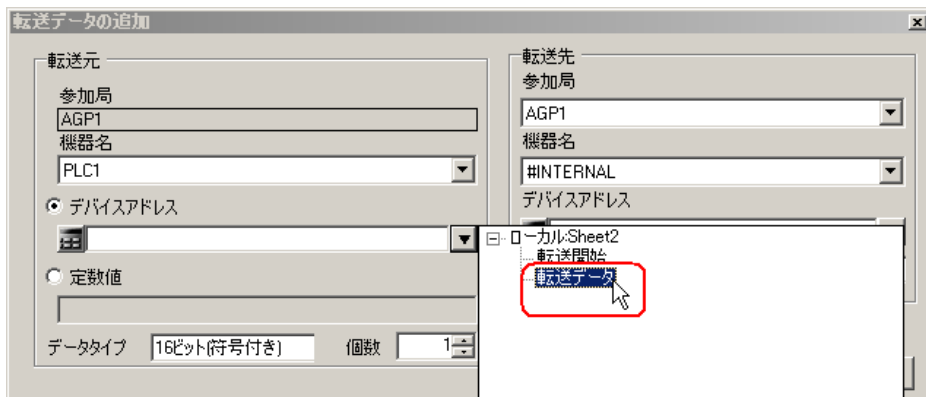 転送データの追加
転送元
参加局
AGP1
機器名
PLC1
デバイスアドレス
定数値
データタイプ 16ビット(符号付き) 個数 1
転送先
参加局
AGP1
機器名
#INTERNAL
デバイスアドレス
ローカル:Sheet2
転送開始
転送データ